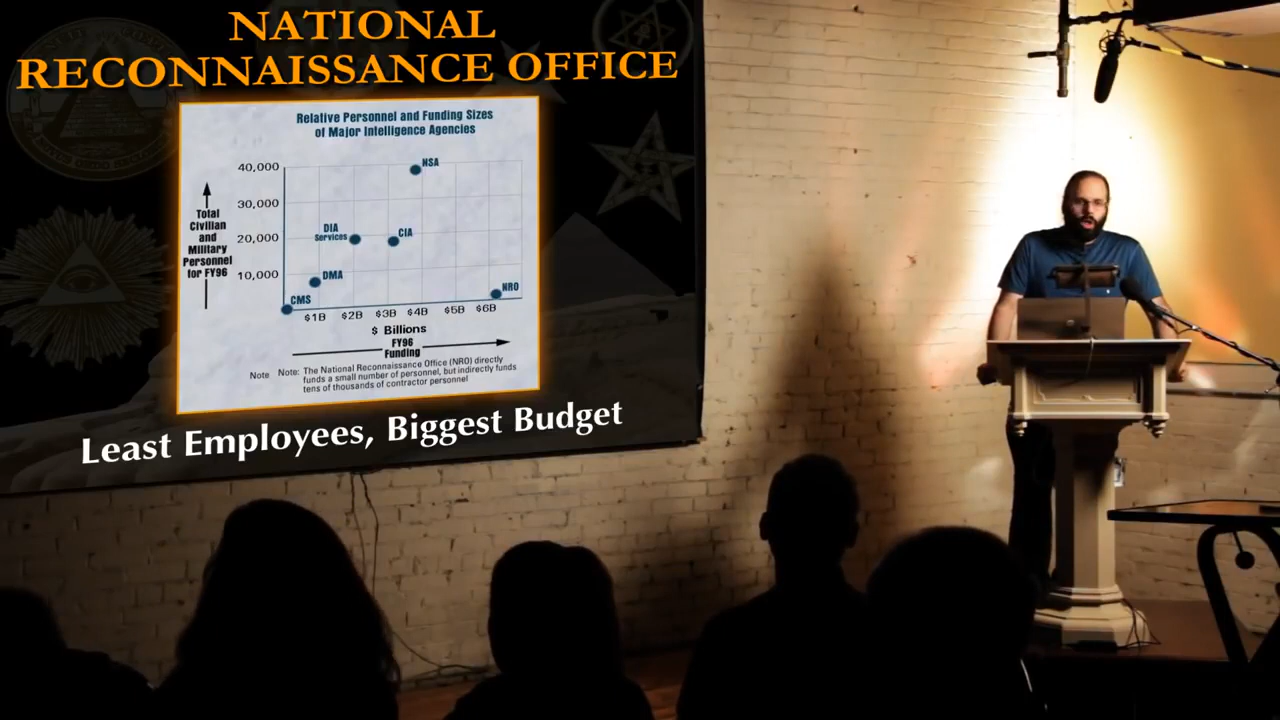 NATIONAL
RECONNAISSANCE OFFICE
Relative Personnel and Funding Sizes
of Major Intelligence Agencies
Total
Civilian
and
Military
Personnel
for FY96
40,000
30,000
20,000
10,000
NSA
DIA
Services
CIA
DMA
CMS
NRO
$1B $2B $3B $4B $5B $6B
$ Billions
FY96
Funding
Note Note: The National Reconnaissance Office (NRO) directly
funds a small number of personnel, but indirectly funds
tens of thousands of contractor personnel
Least Employees, Biggest Budget